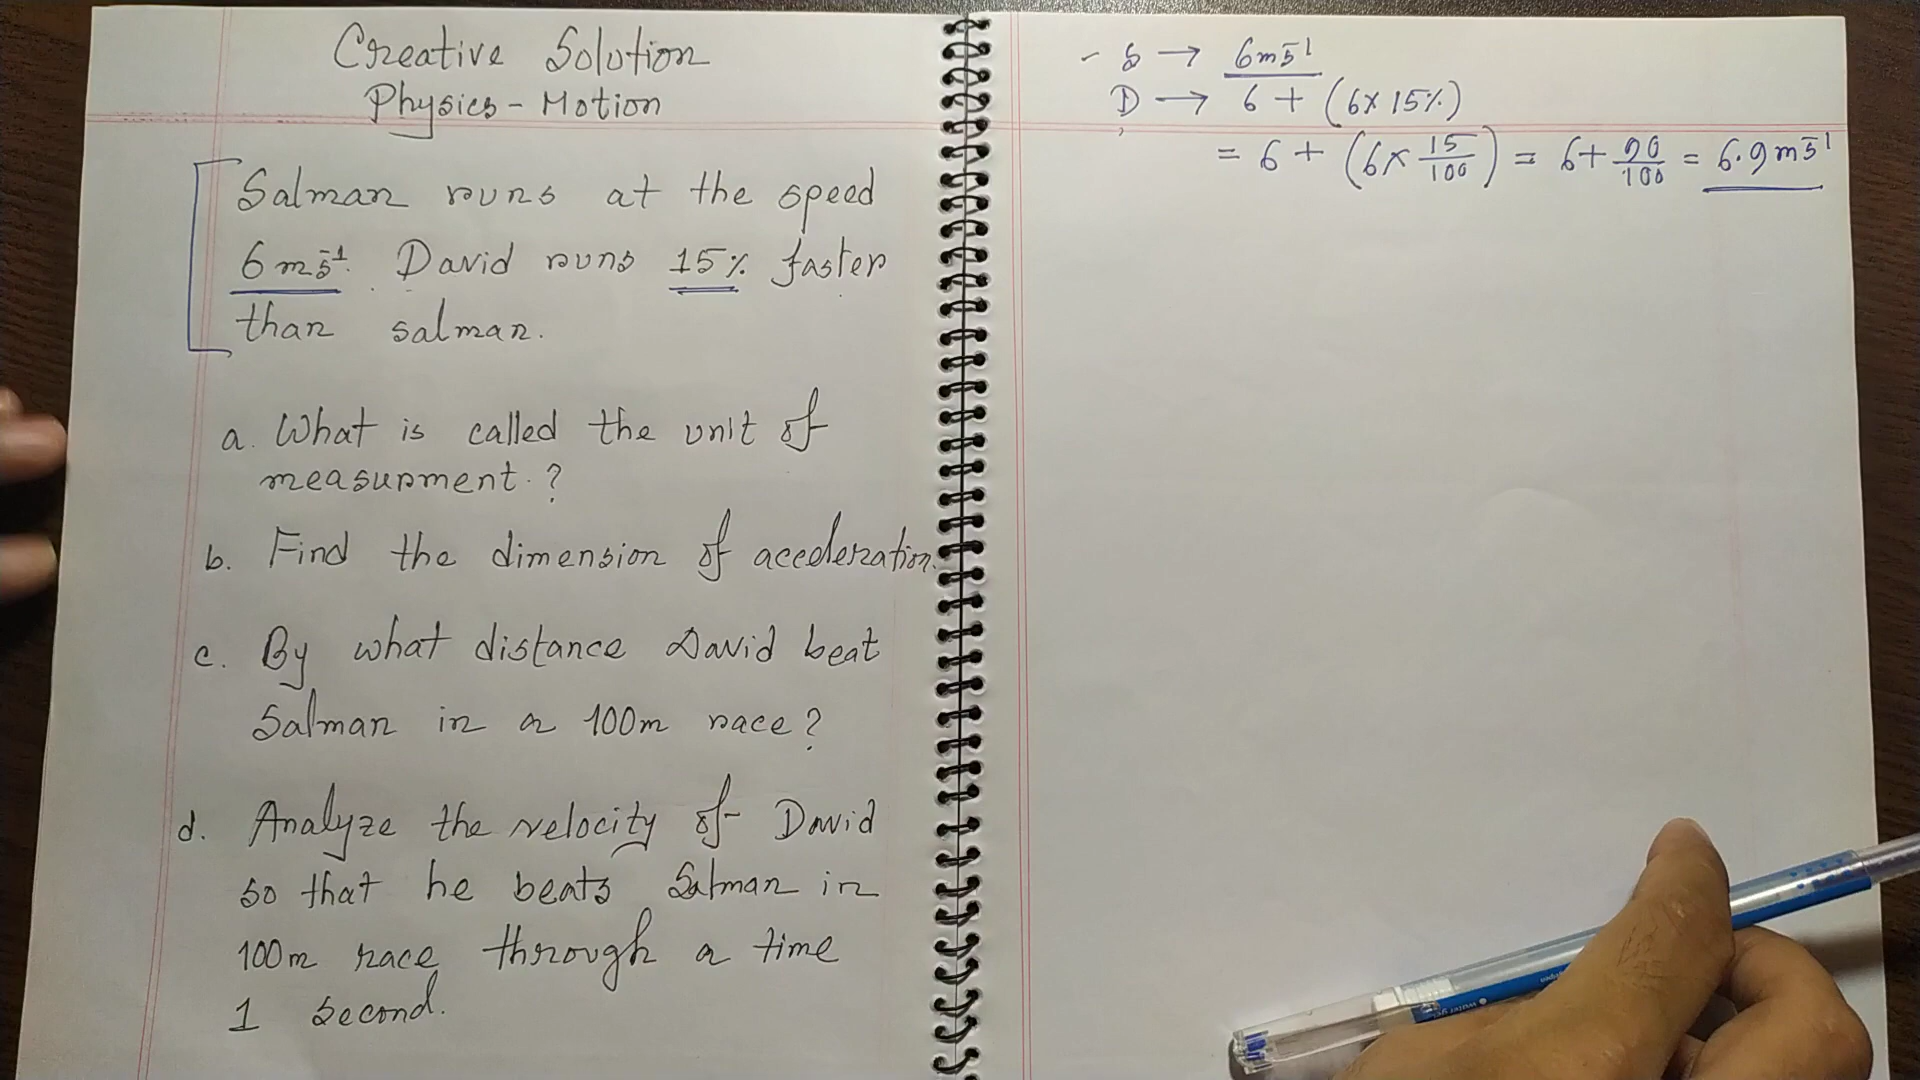 Creative Solution
Physics - Motion
Salman runs at the speed
6 ms⁻¹. David runs 15% faster
than salman.
a. What is called the unit of
measurment. ?
b. Find the dimension of acceleration.
c. By what distance David beat
Salman in a 100m race?
d. Analyze the velocity of David
so that he beats Salman in
100m race through a time
1 second.
- S → 6ms⁻¹
D → 6 + (6 × 15%)
= 6 + (6 × 15/100) = 6 + 90/100 = 6.9 ms⁻¹